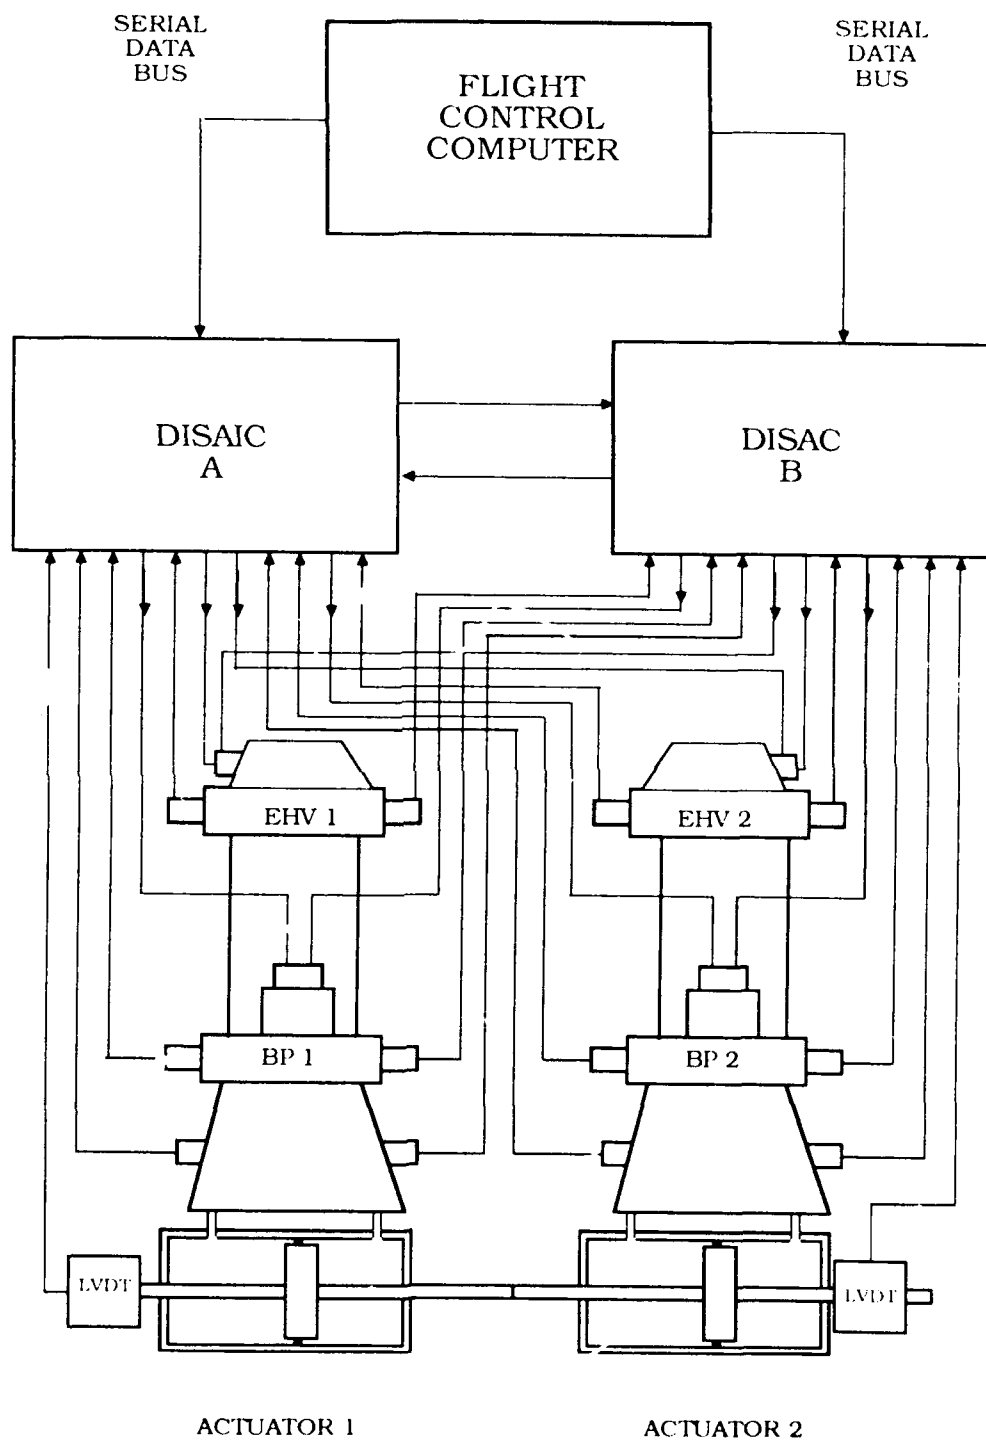 SERIAL
DATA
BUS
FLIGHT
CONTROL
COMPUTER
SERIAL
DATA
BUS
DISAIC
A
DISAC
B
EHV 1
EHV 2
BP 1
BP 2
LVDT
LVDT
ACTUATOR 1
ACTUATOR 2